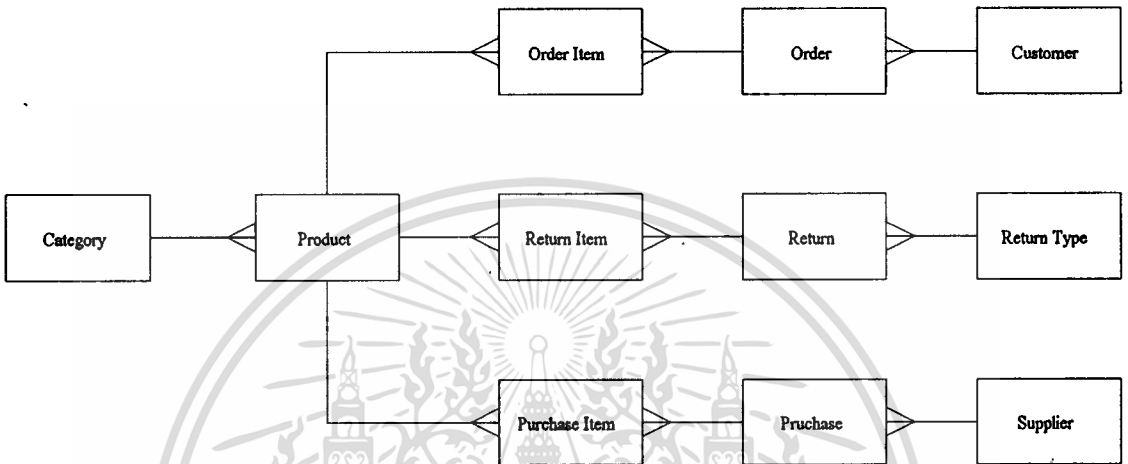 Order Item
Order
Customer
Category
Product
Return Item
Return
Return Type
Purchase Item
Pruchase
Supplier